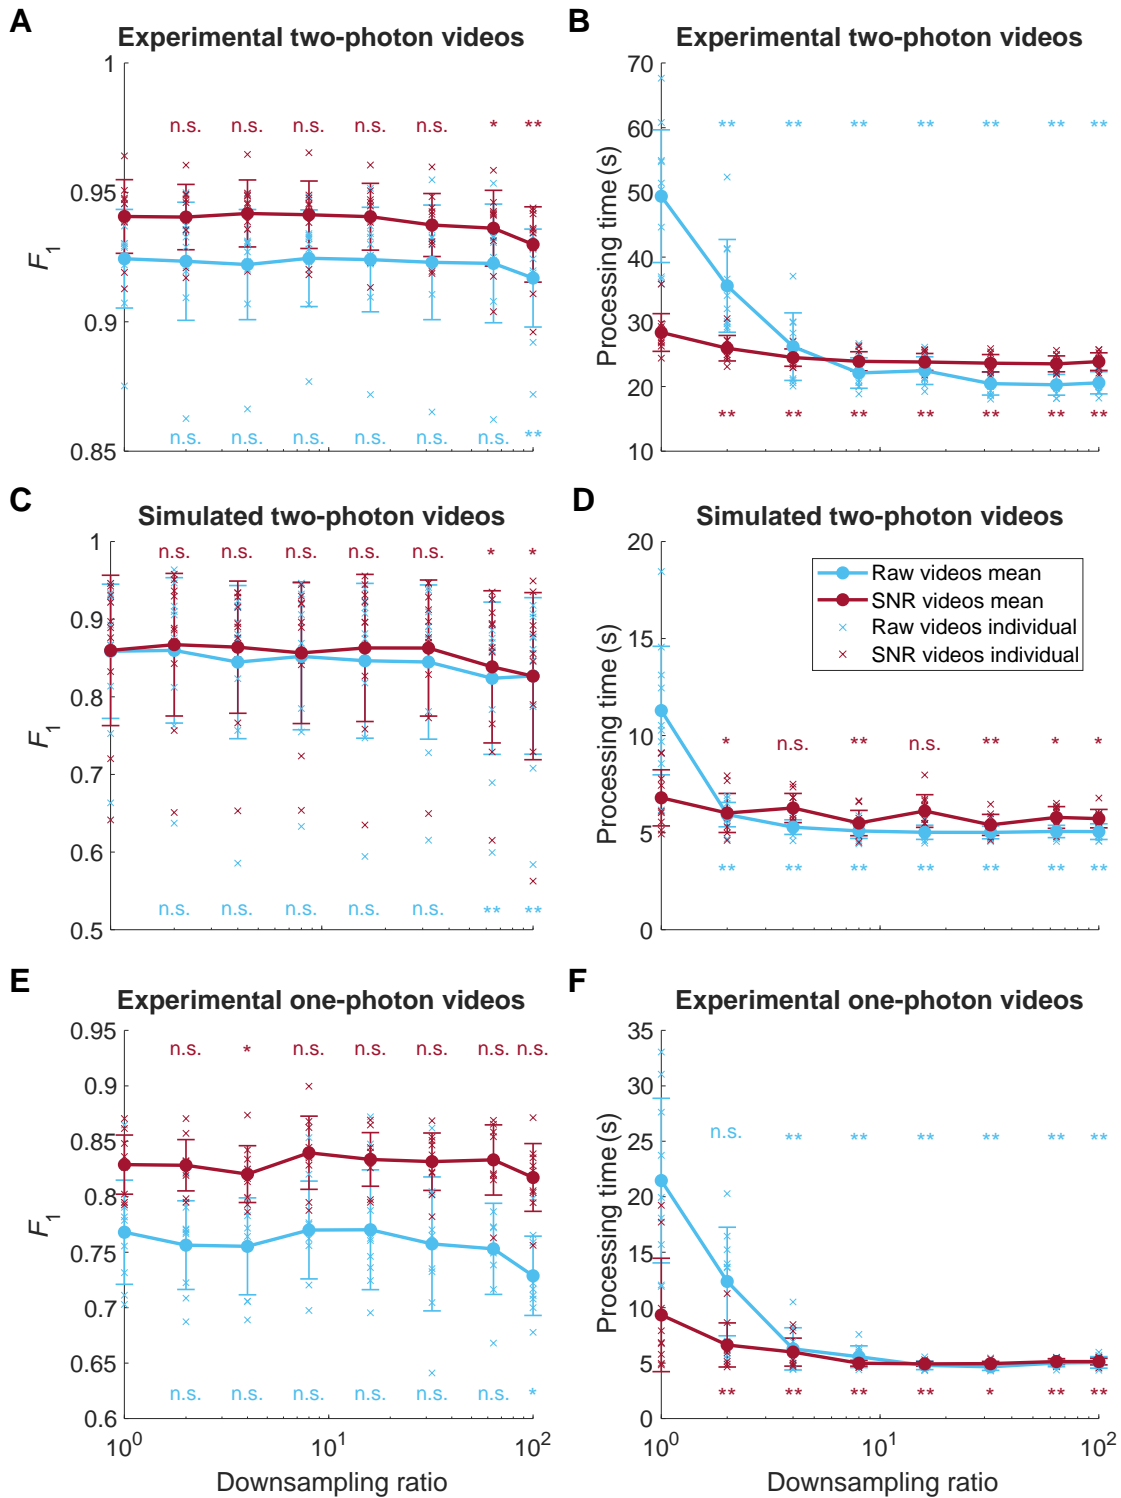 A
Experimental two-photon videos
1
0.95
0.9
0.85
F1
n.s. n.s. n.s. n.s. n.s. * **
n.s. n.s. n.s. n.s. n.s. n.s. **
B
Experimental two-photon videos
70
60
50
40
30
20
10
Processing time (s)
** ** ** ** ** ** **
** ** ** ** ** ** **
C
Simulated two-photon videos
1
0.9
0.8
0.7
0.6
0.5
F1
n.s. n.s. n.s. n.s. n.s. * *
n.s. n.s. n.s. n.s. n.s. ** **
D
Simulated two-photon videos
20
15
10
5
0
Processing time (s)
Raw videos mean
SNR videos mean
Raw videos individual
SNR videos individual
* n.s. ** n.s. ** * *
** ** ** ** ** ** **
E
Experimental one-photon videos
0.95
0.9
0.85
0.8
0.75
0.7
0.65
0.6
F1
n.s. * n.s. n.s. n.s. n.s. n.s.
n.s. n.s. n.s. n.s. n.s. n.s. *
10^0 10^1 10^2
Downsampling ratio
F
Experimental one-photon videos
35
30
25
20
15
10
5
0
Processing time (s)
n.s. ** ** ** ** ** **
** ** ** ** * ** **
10^0 10^1 10^2
Downsampling ratio